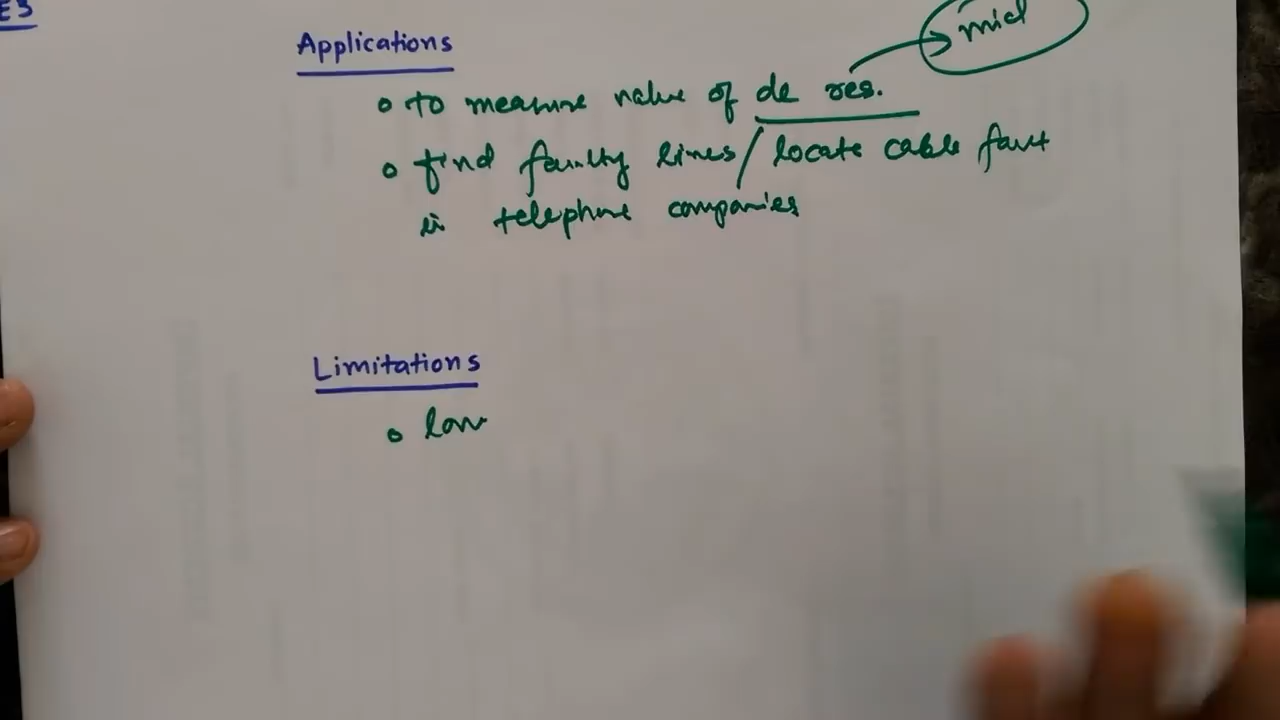 ES
Applications
mid
o to measure value of dc res.
o find faulty lines / locate cable fault
in telephone companies
Limitations
o low